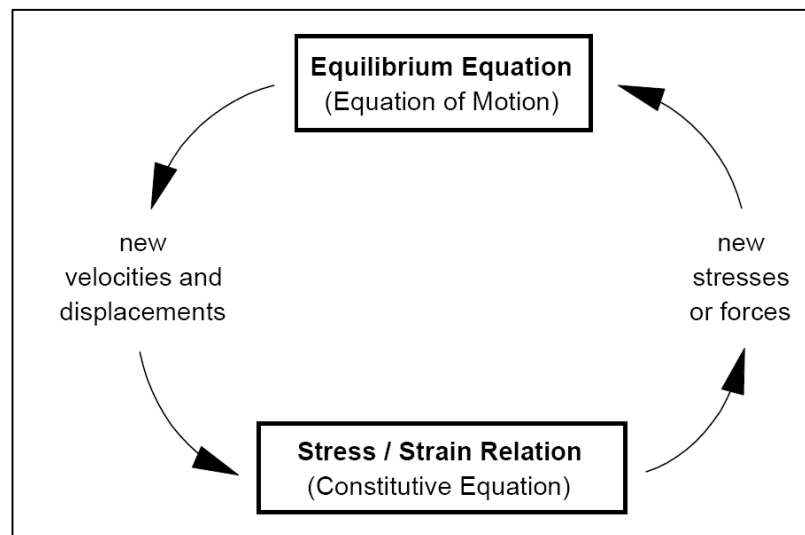 Equilibrium Equation
(Equation of Motion)
new
velocities and
displacements
new
stresses
or forces
Stress / Strain Relation
(Constitutive Equation)